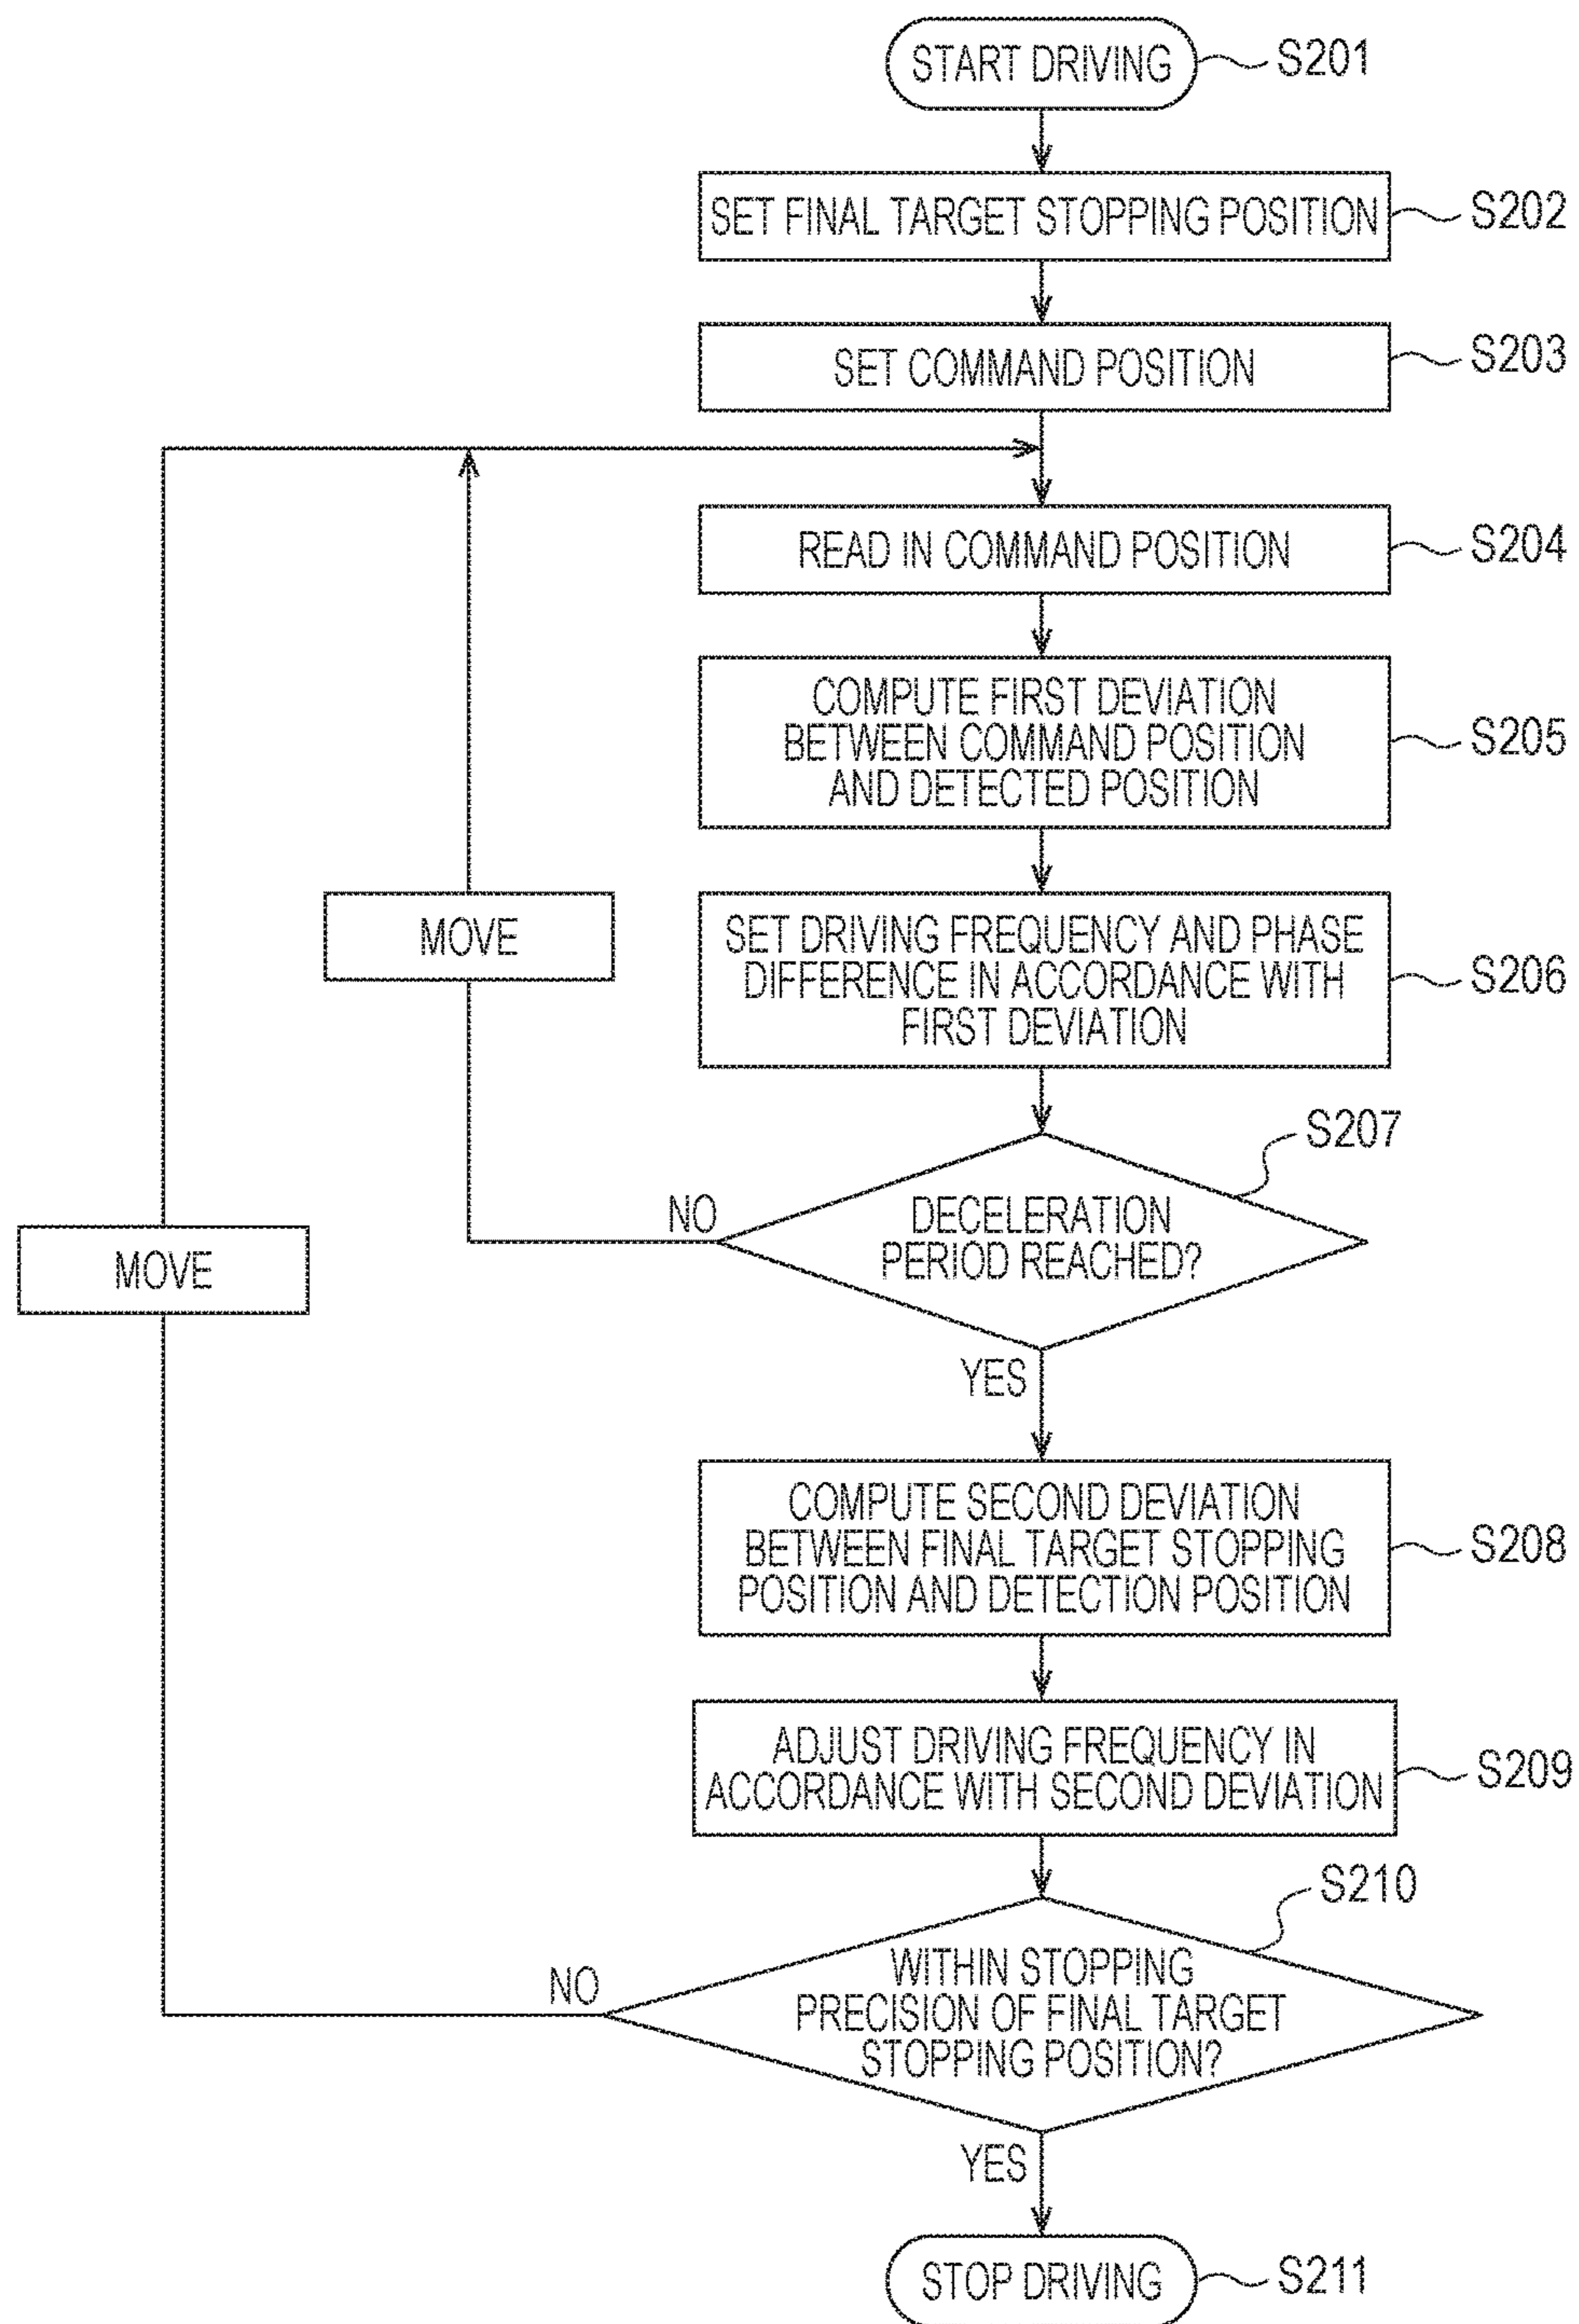 START DRIVING
S201
SET FINAL TARGET STOPPING POSITION
S202
SET COMMAND POSITION
S203
READ IN COMMAND POSITION
S204
COMPUTE FIRST DEVIATION
BETWEEN COMMAND POSITION
AND DETECTED POSITION
S205
MOVE
SET DRIVING FREQUENCY AND PHASE
DIFFERENCE IN ACCORDANCE WITH
FIRST DEVIATION
S206
S207
NO
DECELERATION
PERIOD REACHED?
MOVE
YES
COMPUTE SECOND DEVIATION
BETWEEN FINAL TARGET STOPPING
POSITION AND DETECTION POSITION
S208
ADJUST DRIVING FREQUENCY IN
ACCORDANCE WITH SECOND DEVIATION
S209
S210
NO
WITHIN STOPPING
PRECISION OF FINAL TARGET
STOPPING POSITION?
YES
STOP DRIVING
S211